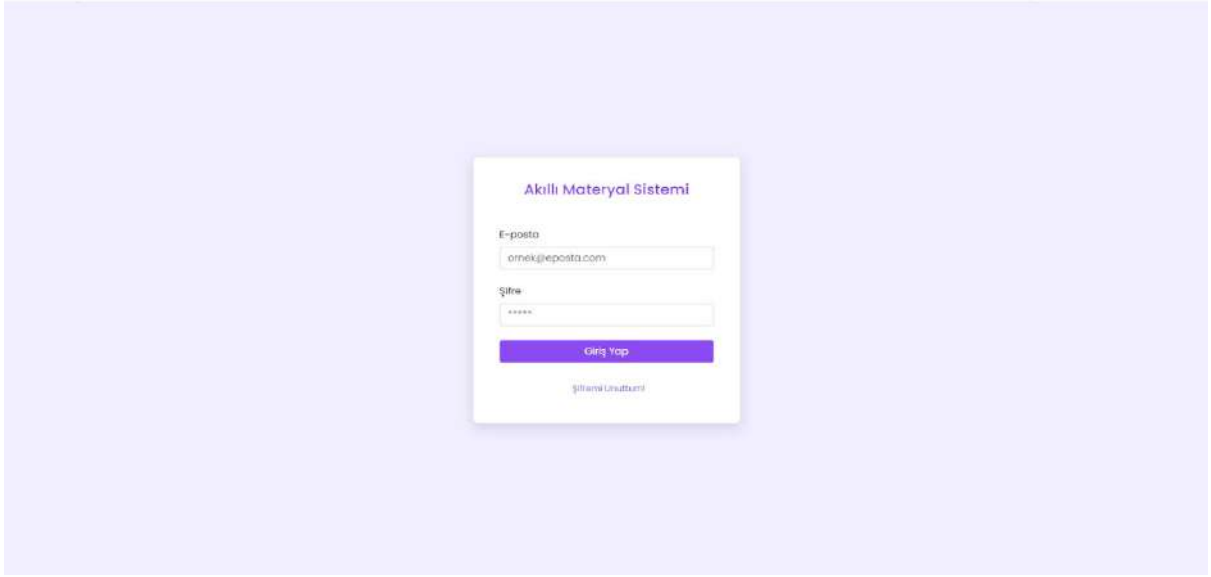 Akıllı Materyal Sistemi
E-posta
ornek@eposta.com
Şifre
*****
Giriş Yap
Şifremi Unuttum!